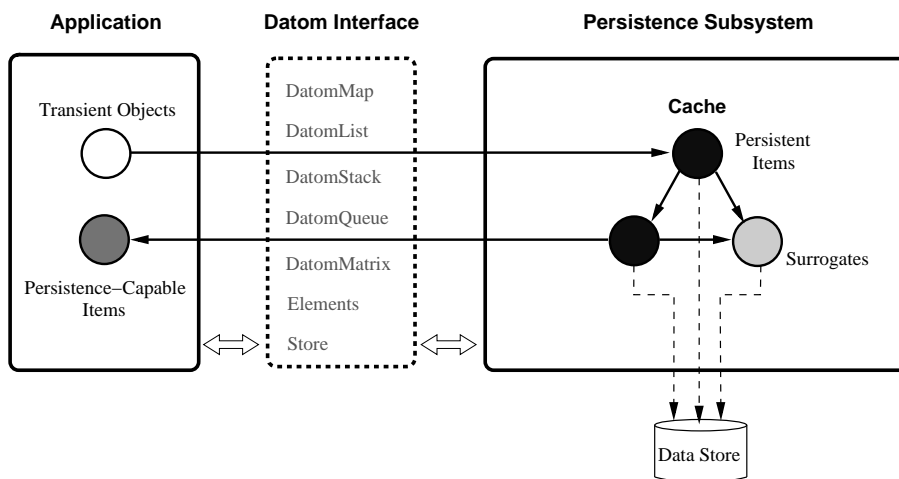 Application
Datom Interface
Persistence Subsystem
Transient Objects
Persistence−Capable
Items
DatomMap
DatomList
DatomStack
DatomQueue
DatomMatrix
Elements
Store
Cache
Persistent
Items
Surrogates
Data Store